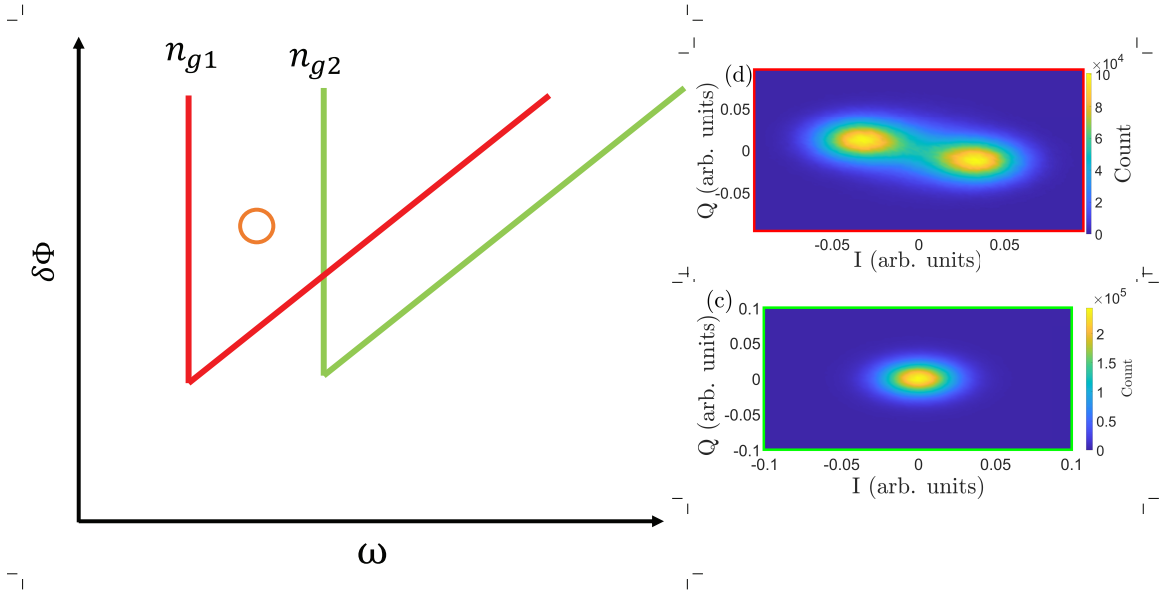 n_{g1}
n_{g2}
δΦ
ω
(d)
×10^4
10
8
6
4
2
0
Count
0.05
0
-0.05
Q (arb. units)
-0.05 0 0.05
I (arb. units)
(c)
×10^5
2
1.5
1
0.5
0
Count
0.1
0.05
0
-0.05
-0.1
Q (arb. units)
-0.1 -0.05 0 0.05 0.1
I (arb. units)